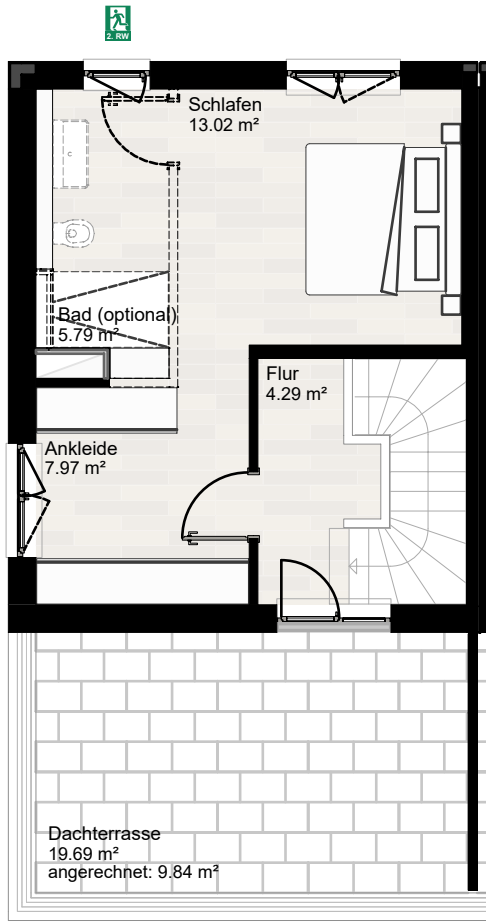 2. RW
Schlafen
13.02 m²
Bad (optional)
5.79 m²
Flur
4.29 m²
Ankleide
7.97 m²
Dachterrasse
19.69 m²
angerechnet: 9.84 m²